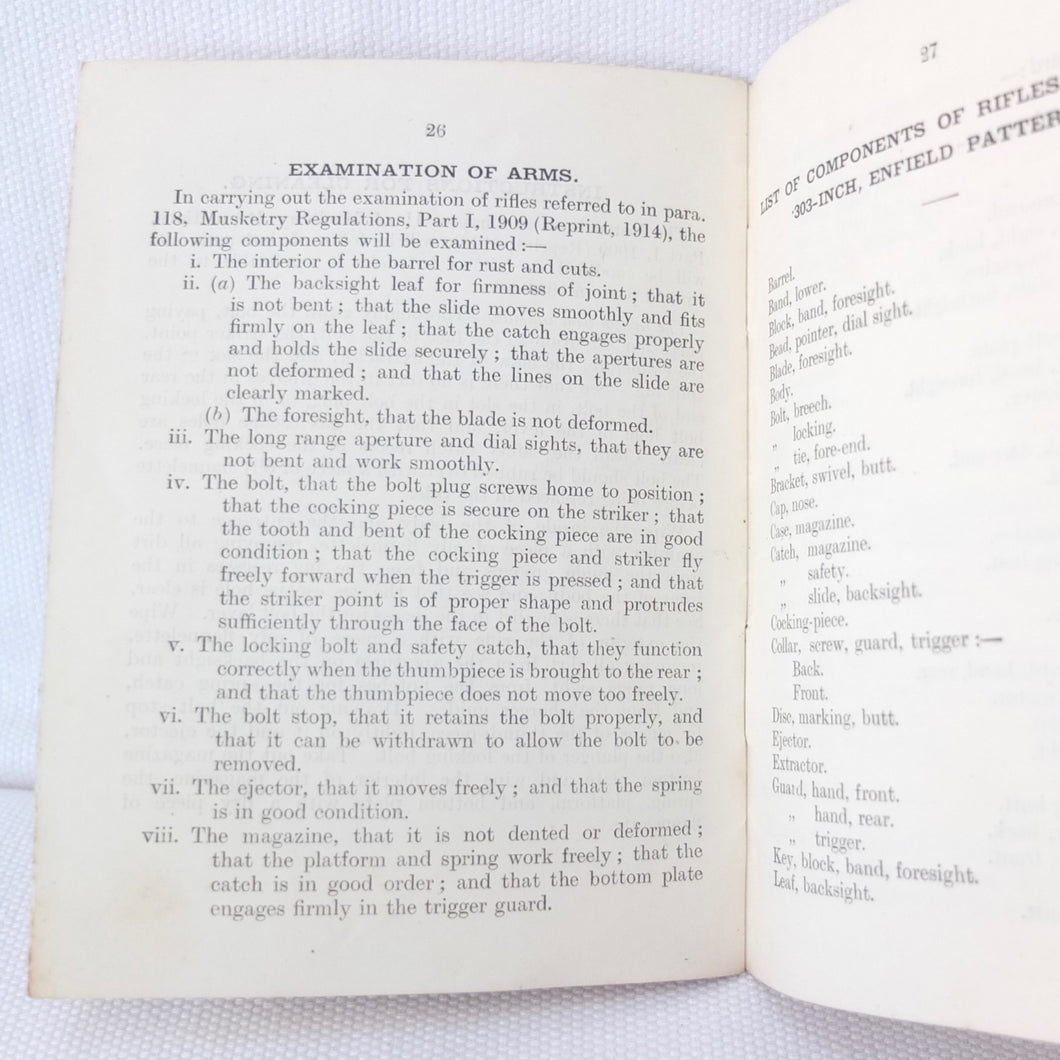 26
EXAMINATION OF ARMS.
In carrying out the examination of rifles referred to in para.
118, Musketry Regulations, Part I, 1909 (Reprint, 1914), the
following components will be examined :—
i. The interior of the barrel for rust and cuts.
ii. (a) The backsight leaf for firmness of joint ; that it
is not bent ; that the slide moves smoothly and fits
firmly on the leaf ; that the catch engages properly
and holds the slide securely ; that the apertures are
not deformed ; and that the lines on the slide are
clearly marked.
(b) The foresight, that the blade is not deformed.
iii. The long range aperture and dial sights, that they are
not bent and work smoothly.
iv. The bolt, that the bolt plug screws home to position ;
that the cocking piece is secure on the striker ; that
the tooth and bent of the cocking piece are in good
condition ; that the cocking piece and striker fly
freely forward when the trigger is pressed ; and that
the striker point is of proper shape and protrudes
sufficiently through the face of the bolt.
v. The locking bolt and safety catch, that they function
correctly when the thumbpiece is brought to the rear ;
and that the thumbpiece does not move too freely.
vi. The bolt stop, that it retains the bolt properly, and
that it can be withdrawn to allow the bolt to be
removed.
vii. The ejector, that it moves freely ; and that the spring
is in good condition.
viii. The magazine, that it is not dented or deformed ;
that the platform and spring work freely ; that the
catch is in good order ; and that the bottom plate
engages firmly in the trigger guard.
27
LIST OF COMPONENTS OF RIFLES
·303-INCH, ENFIELD PATTER
Barrel.
Band, lower.
Block, band, foresight.
Bead, pointer, dial sight.
Blade, foresight.
Body.
Bolt, breech.
„ locking.
„ tie, fore-end.
Bracket, swivel, butt.
Cap, nose.
Case, magazine.
Catch, magazine.
„ safety.
„ slide, backsight.
Cocking-piece.
Collar, screw, guard, trigger :—
Back.
Front.
Disc, marking, butt.
Ejector.
Extractor.
Guard, hand, front.
„ hand, rear.
„ trigger.
Key, block, band, foresight.
Leaf, backsight.